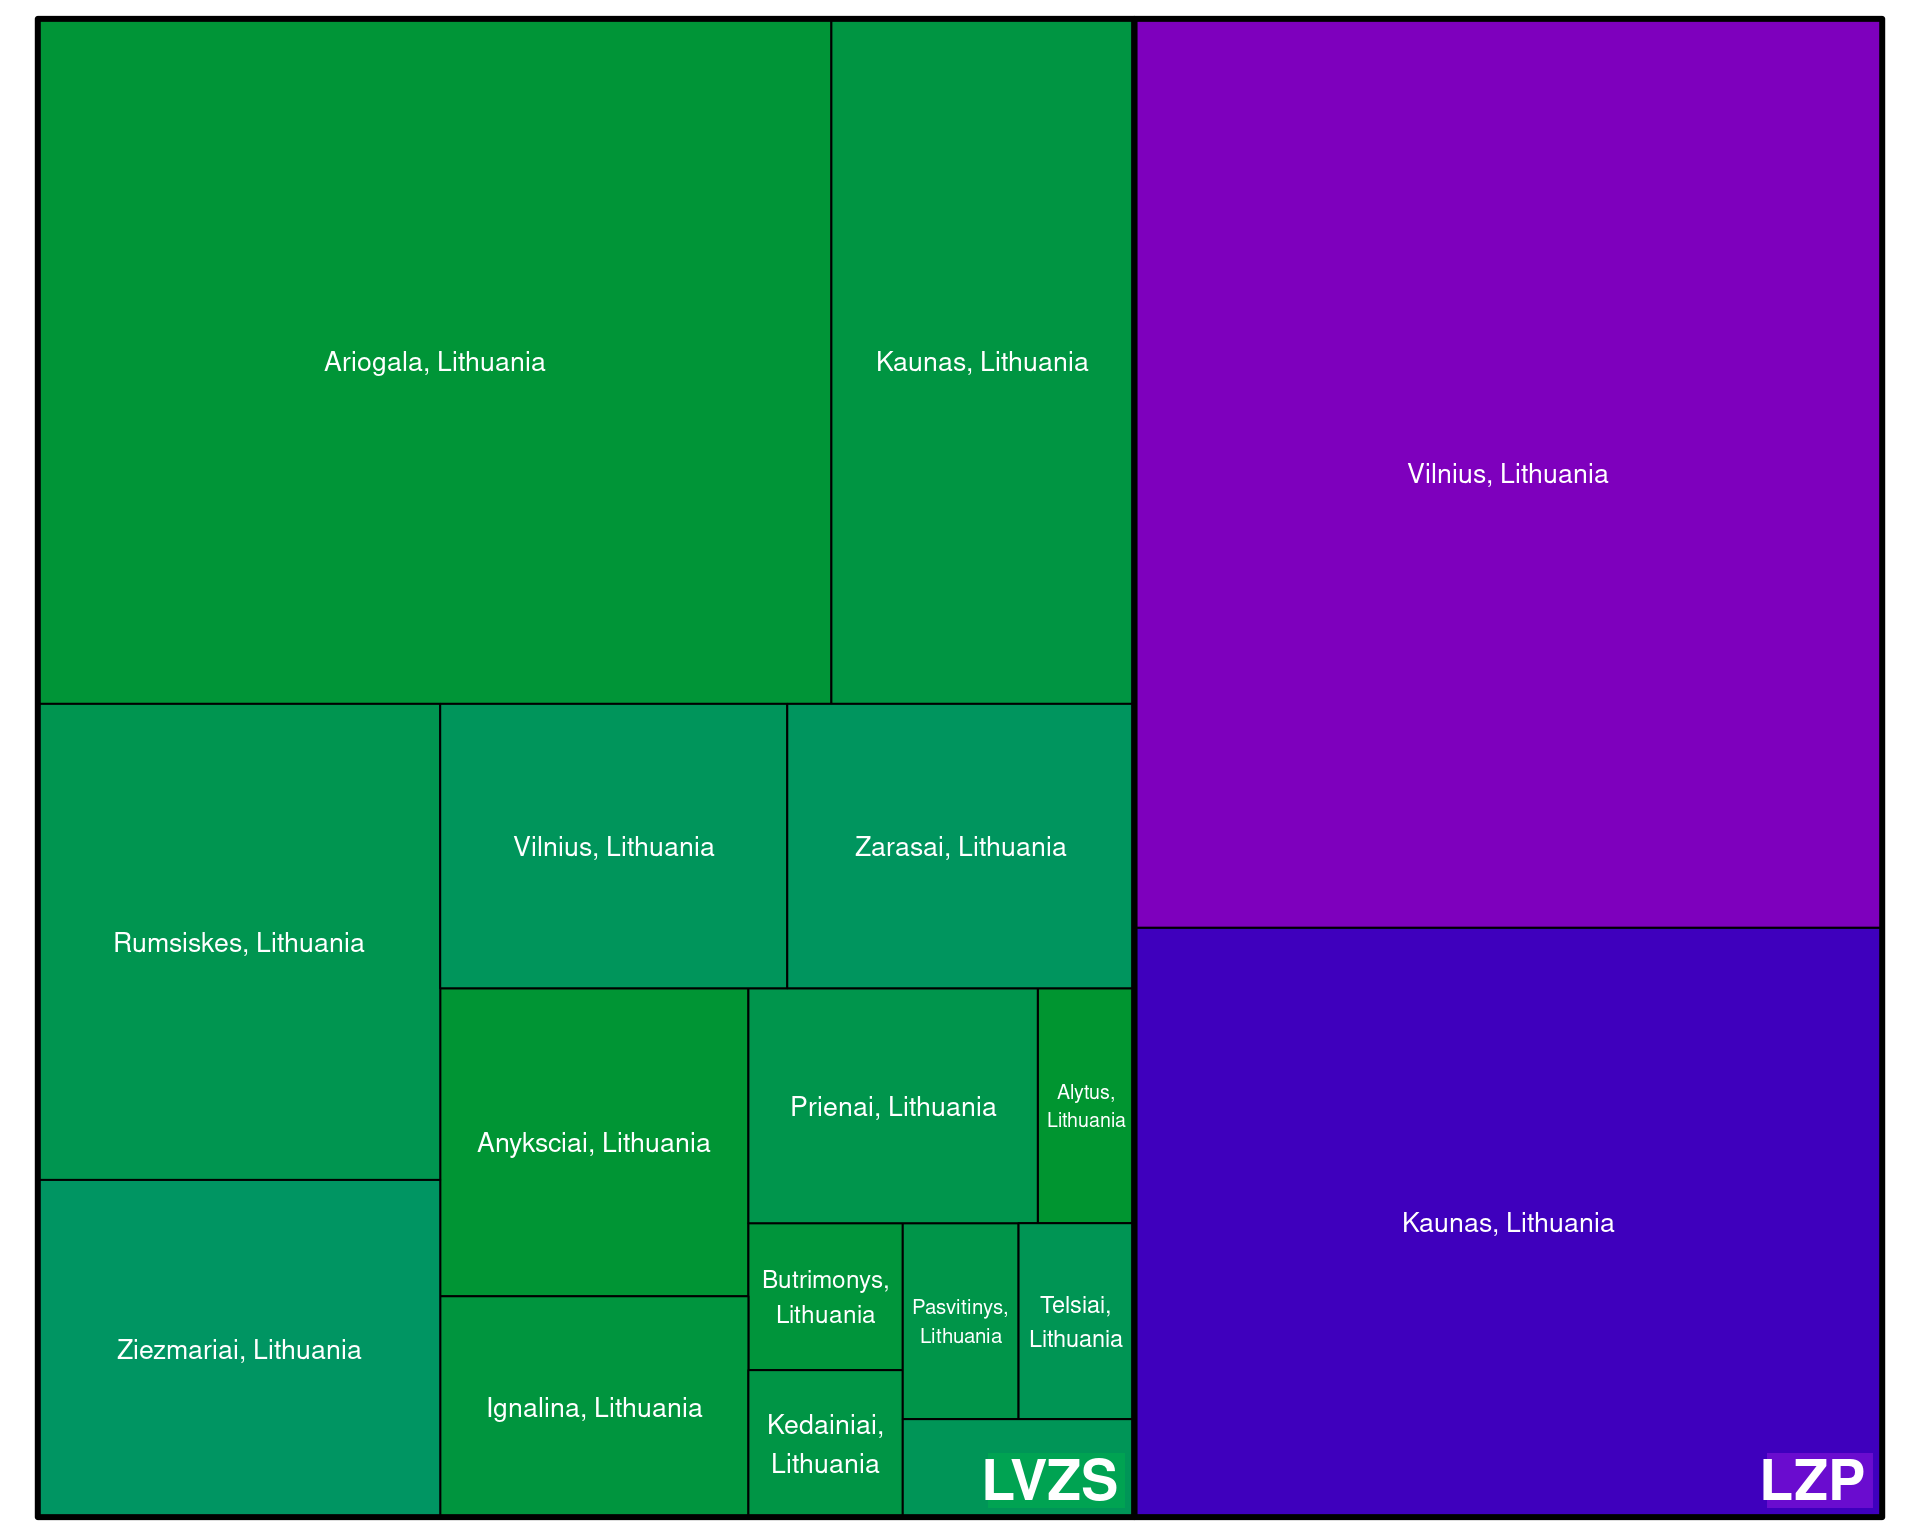 Ariogala, Lithuania
Kaunas, Lithuania
Vilnius, Lithuania
Rumsiskes, Lithuania
Vilnius, Lithuania
Zarasai, Lithuania
Anyksciai, Lithuania
Prienai, Lithuania
Alytus,
Lithuania
Kaunas, Lithuania
Ziezmariai, Lithuania
Ignalina, Lithuania
Butrimonys,
Lithuania
Pasvitinys,
Lithuania
Telsiai,
Lithuania
Kedainiai,
Lithuania
LVZS
LZP